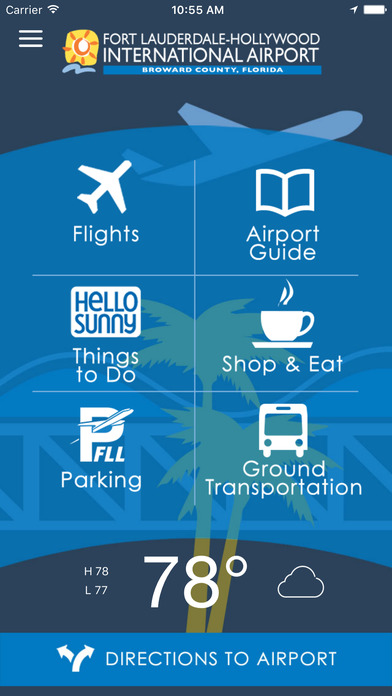 Carrier 10:55 AM
FORT LAUDERDALE-HOLLYWOOD
INTERNATIONAL AIRPORT
BROWARD COUNTY, FLORIDA
Flights
Airport
Guide
HELLO
SUNNY
Things
to Do
Shop & Eat
P
FLL
Parking
Ground
Transportation
H 78
L 77
78°
DIRECTIONS TO AIRPORT